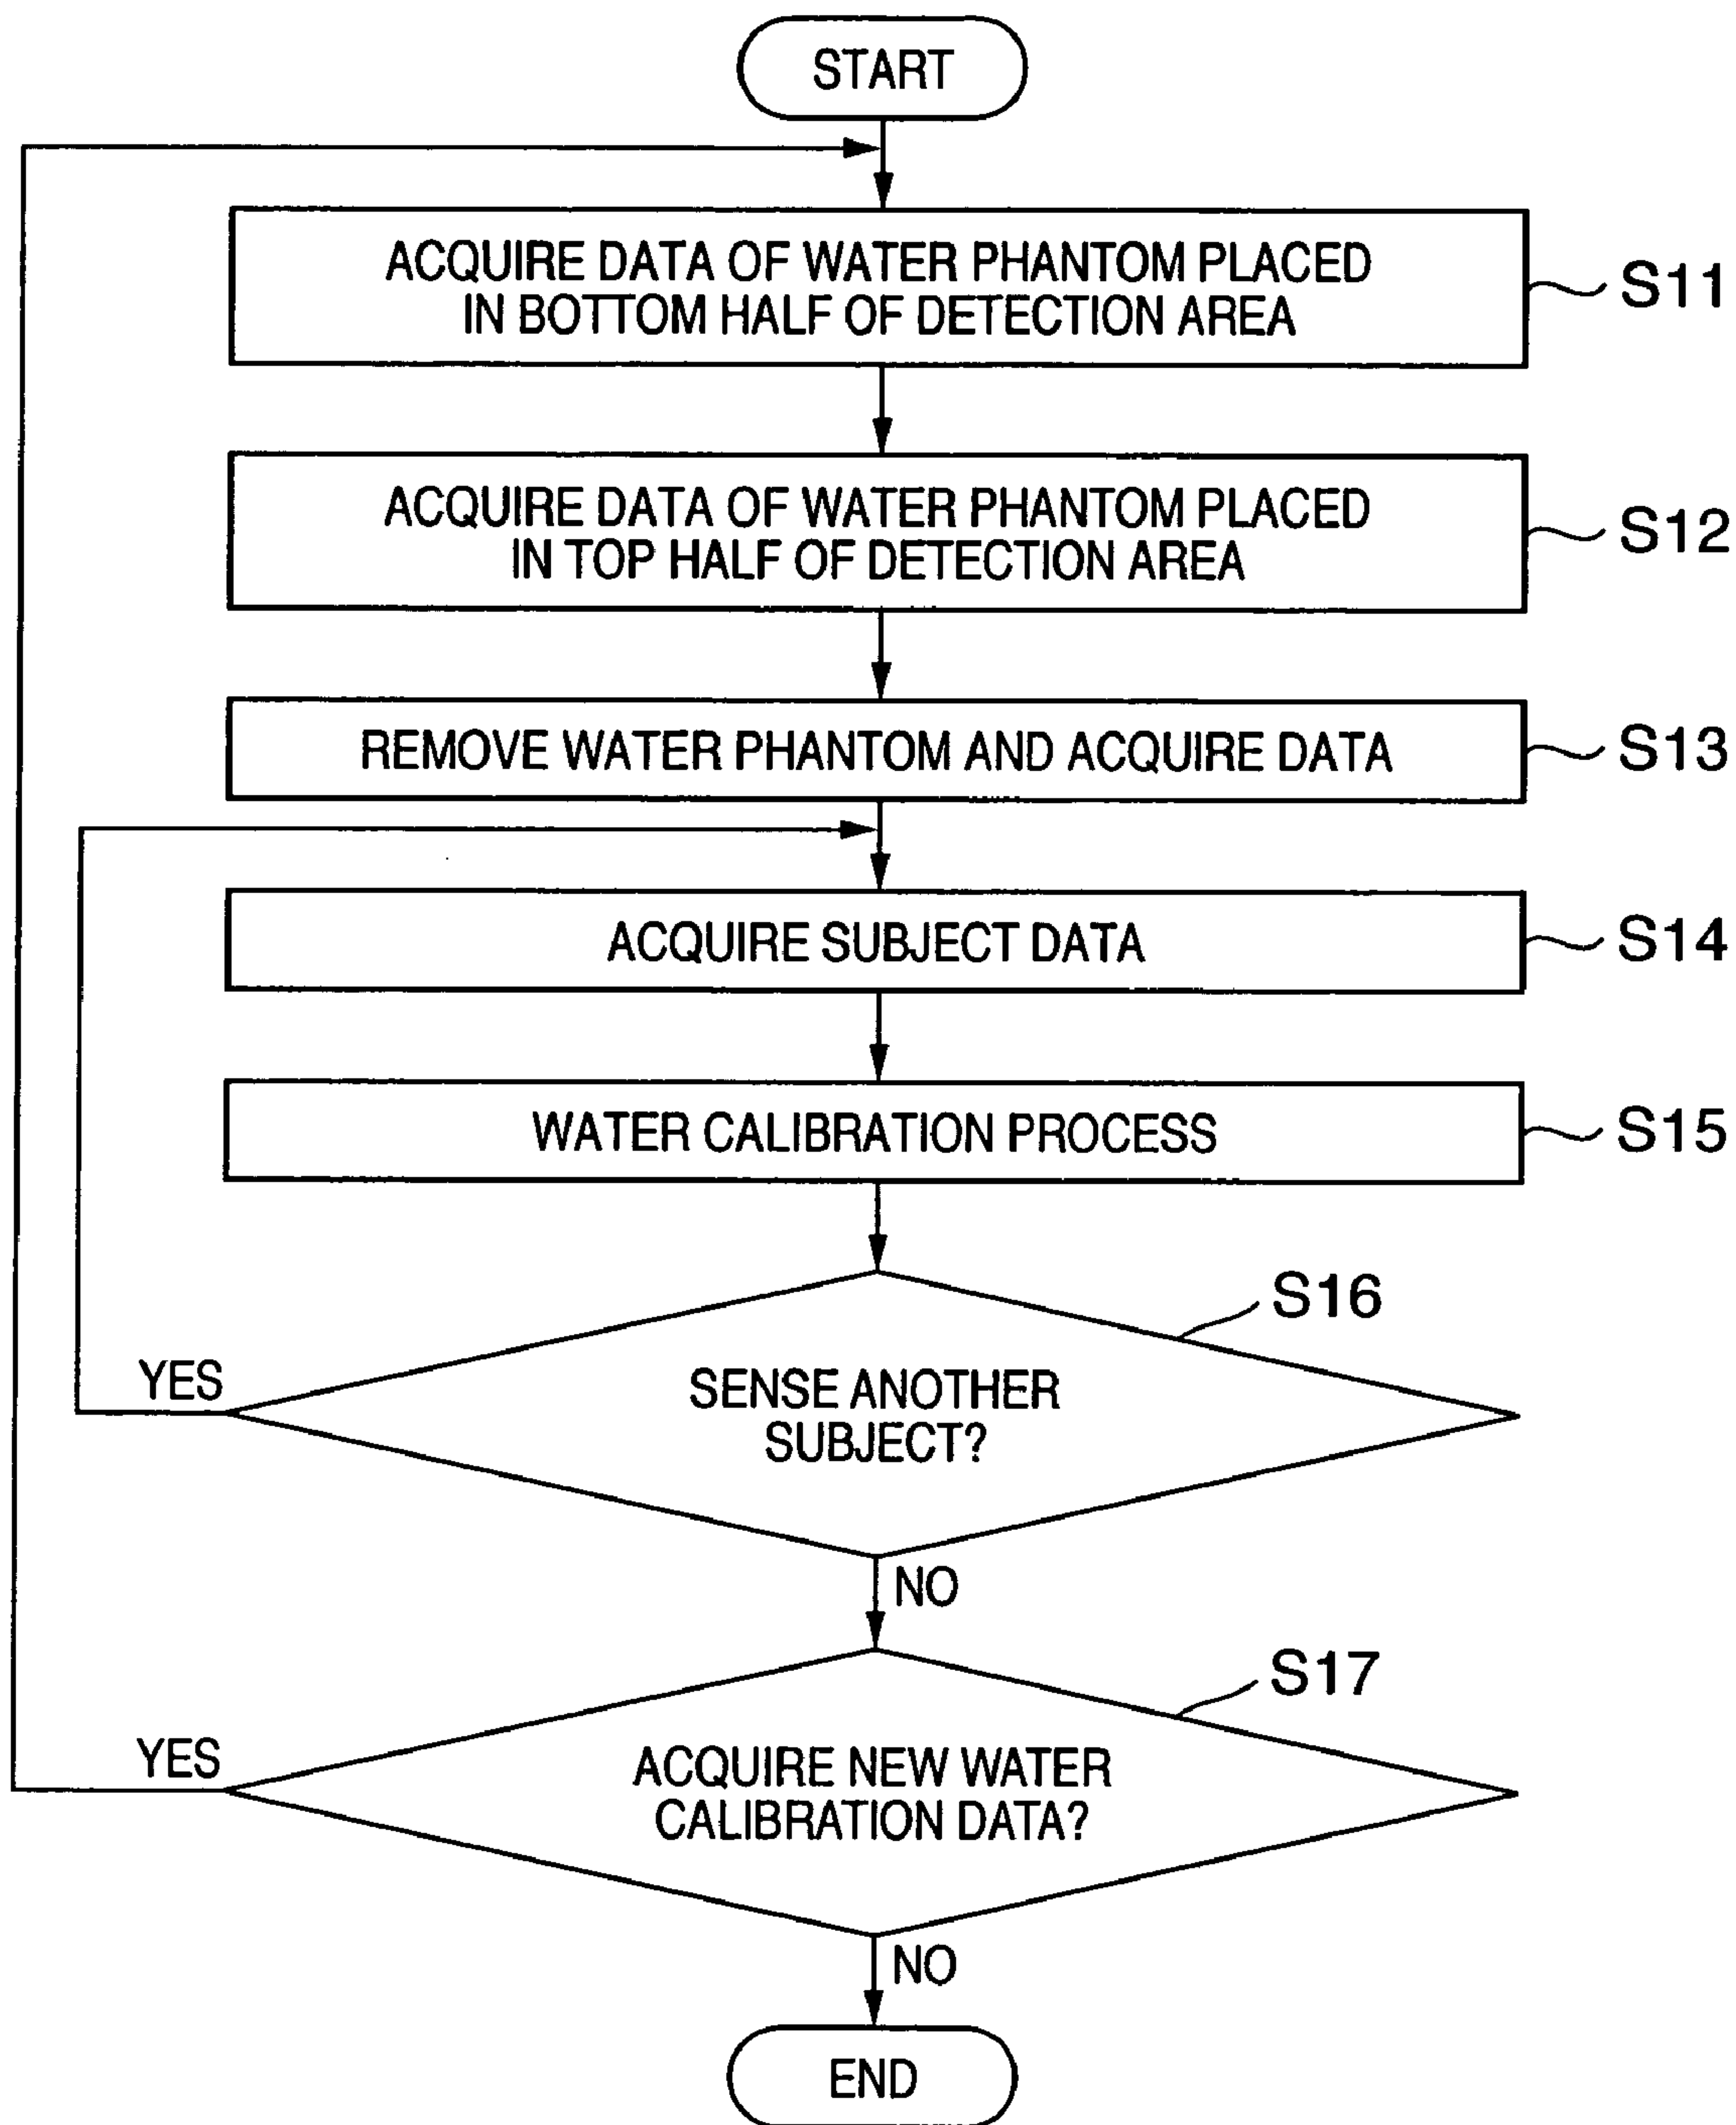 START
ACQUIRE DATA OF WATER PHANTOM PLACED
IN BOTTOM HALF OF DETECTION AREA
S11
ACQUIRE DATA OF WATER PHANTOM PLACED
IN TOP HALF OF DETECTION AREA
S12
REMOVE WATER PHANTOM AND ACQUIRE DATA
S13
ACQUIRE SUBJECT DATA
S14
WATER CALIBRATION PROCESS
S15
S16
YES
SENSE ANOTHER
SUBJECT?
NO
S17
YES
ACQUIRE NEW WATER
CALIBRATION DATA?
NO
END